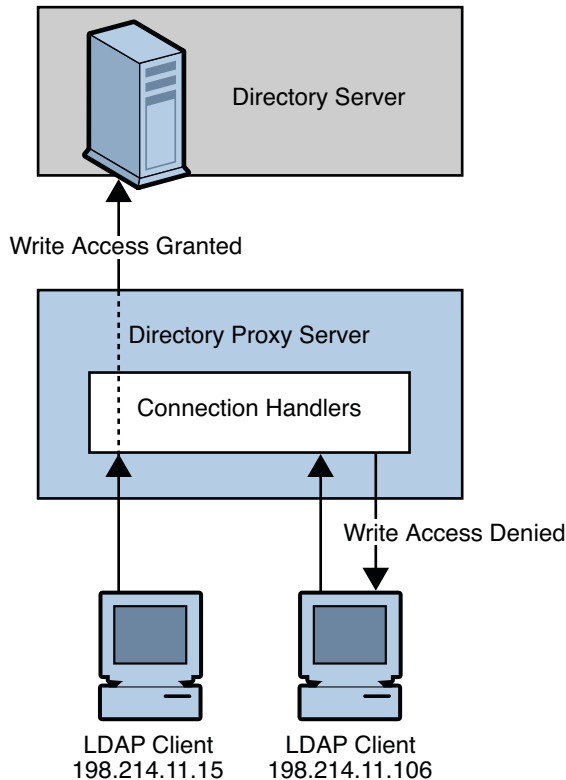 Directory Server
Write Access Granted
Directory Proxy Server
Connection Handlers
Write Access Denied
LDAP Client
198.214.11.15
LDAP Client
198.214.11.106